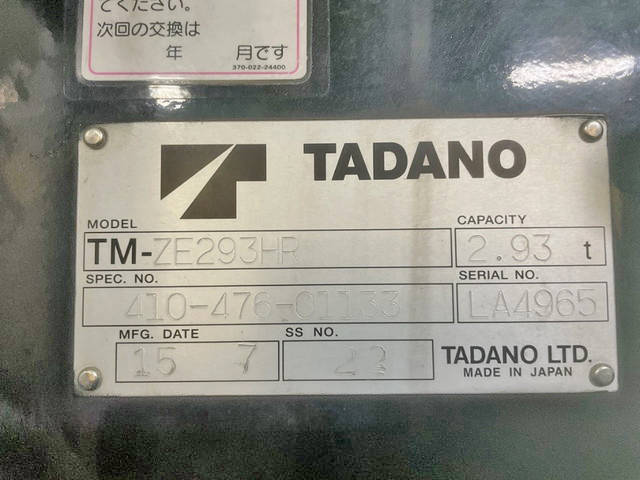 てください。
次回の交換は
年 月です
370-022-24400
TADANO
MODEL
CAPACITY
TM-ZE293HR
2.93 t
SPEC. NO.
SERIAL NO.
410-476-01133
LA4965
MFG. DATE
SS NO.
15 7
TADANO LTD.
MADE IN JAPAN